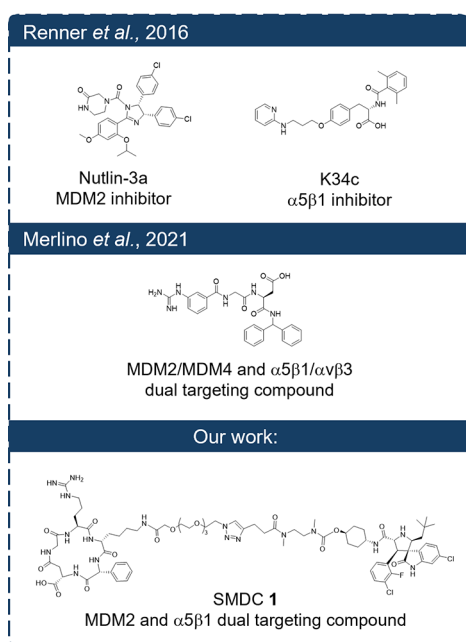 Renner et al., 2016
Nutlin-3a
MDM2 inhibitor
K34c
α5β1 inhibitor
Merlino et al., 2021
MDM2/MDM4 and α5β1/αvβ3
dual targeting compound
Our work:
SMDC 1
MDM2 and α5β1 dual targeting compound